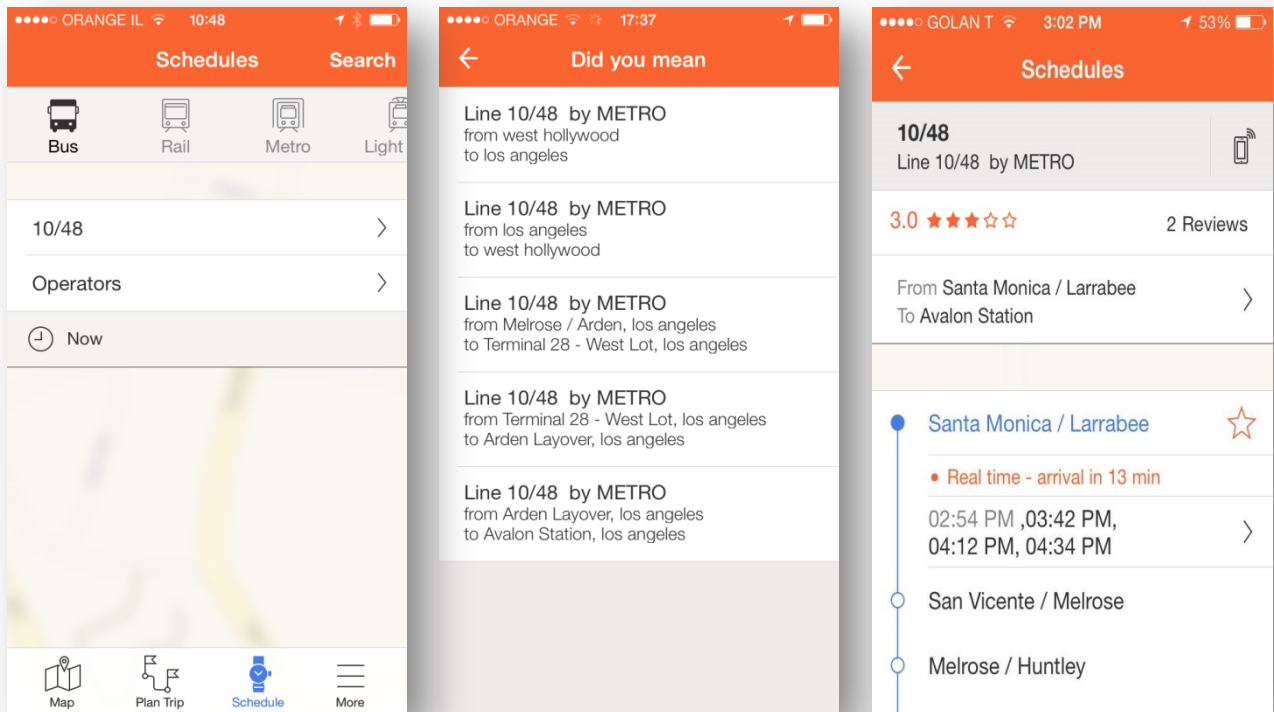 ORANGE IL 10:48
Schedules Search
Bus Rail Metro Light
10/48
Operators
Now
Map Plan Trip Schedule More
ORANGE 17:37
Did you mean
Line 10/48 by METRO
from west hollywood
to los angeles
Line 10/48 by METRO
from los angeles
to west hollywood
Line 10/48 by METRO
from Melrose / Arden, los angeles
to Terminal 28 - West Lot, los angeles
Line 10/48 by METRO
from Terminal 28 - West Lot, los angeles
to Arden Layover, los angeles
Line 10/48 by METRO
from Arden Layover, los angeles
to Avalon Station, los angeles
GOLAN T 3:02 PM 53%
Schedules
10/48
Line 10/48 by METRO
3.0 2 Reviews
From Santa Monica / Larrabee
To Avalon Station
Santa Monica / Larrabee
• Real time - arrival in 13 min
02:54 PM ,03:42 PM,
04:12 PM, 04:34 PM
San Vicente / Melrose
Melrose / Huntley